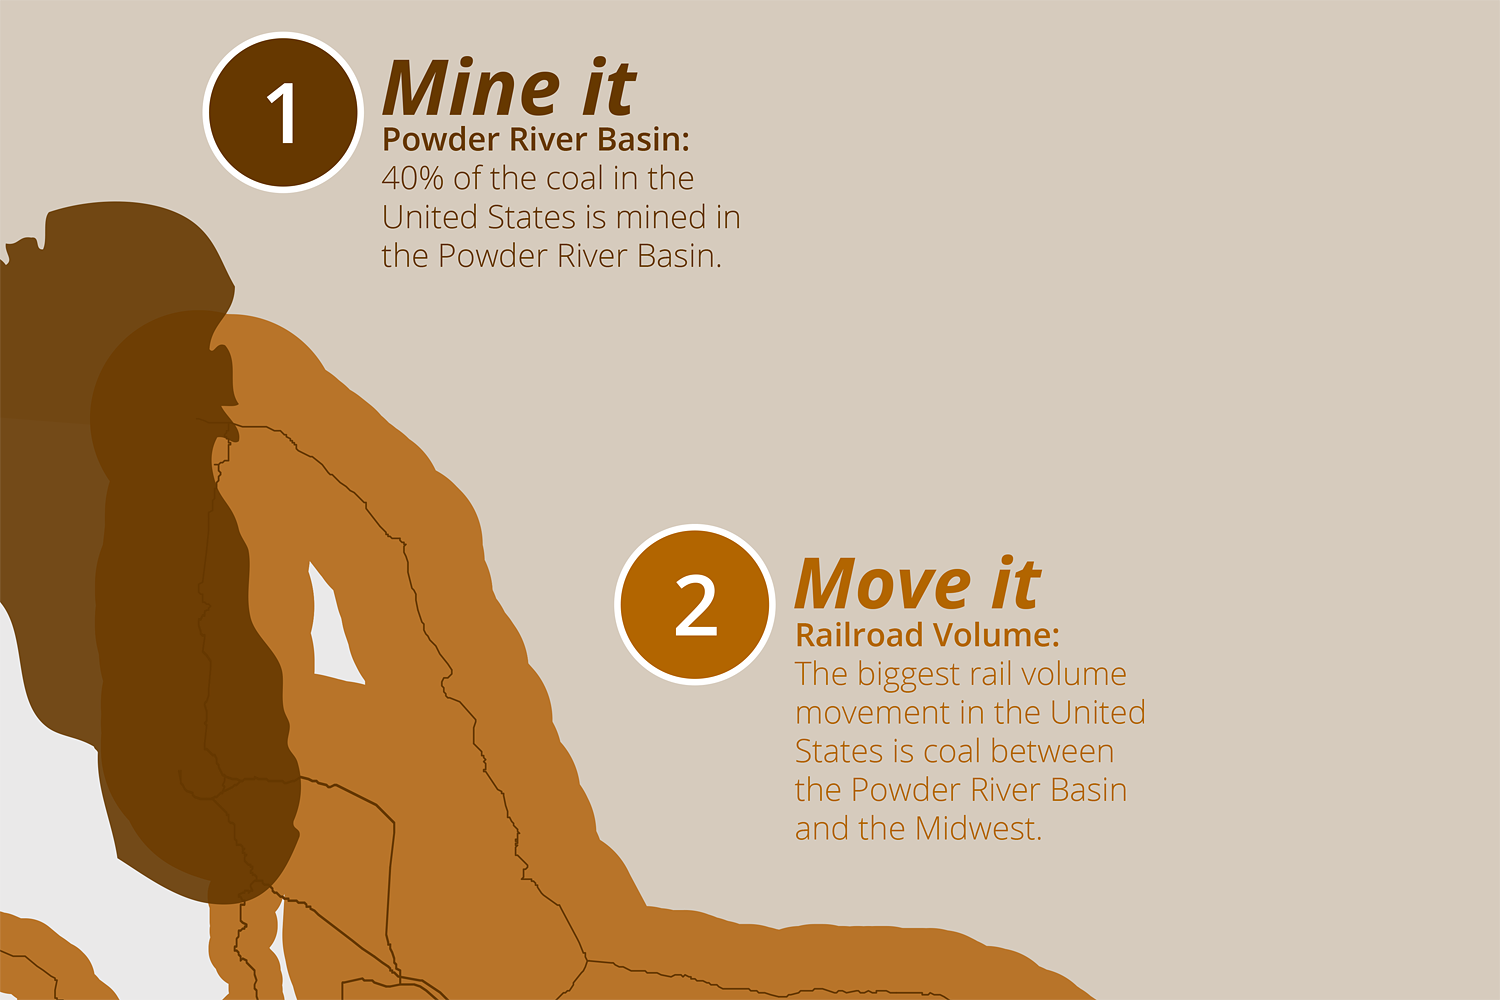 1
Mine it
Powder River Basin:
40% of the coal in the
United States is mined in
the Powder River Basin.
2
Move it
Railroad Volume:
The biggest rail volume
movement in the United
States is coal between
the Powder River Basin
and the Midwest.